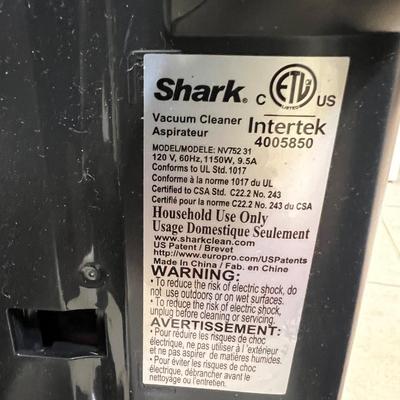 Shark®
C ETL US
LISTED
Vacuum Cleaner
Aspirateur
Intertek
4005850
MODEL/MODELE: NV752 31
120 V, 60Hz, 1150W, 9.5A
Conforms to UL Std. 1017
Conforme à la norme 1017 du UL
Certified to CSA Std. C22.2 No. 243
Certifié pour la norme C22.2 No. 243 du CSA
Household Use Only
Usage Domestique Seulement
www.sharkclean.com
US Patent / Brevet
http://www.europro.com/USPatents
Made In China / Fab. en Chine
WARNING:
• To reduce the risk of electric shock, do
not use outdoors or on wet surfaces.
• To reduce the risk of electric shock,
unplug before cleaning or servicing.
AVERTISSEMENT:
• Pour réduire les risques de choc
électrique, ne pas utiliser à l'extérieur
et ne pas aspirer de matières humides.
• Pour éviter les risques de choc
électrique, débrancher avant le
nettoyage ou l'entretien.